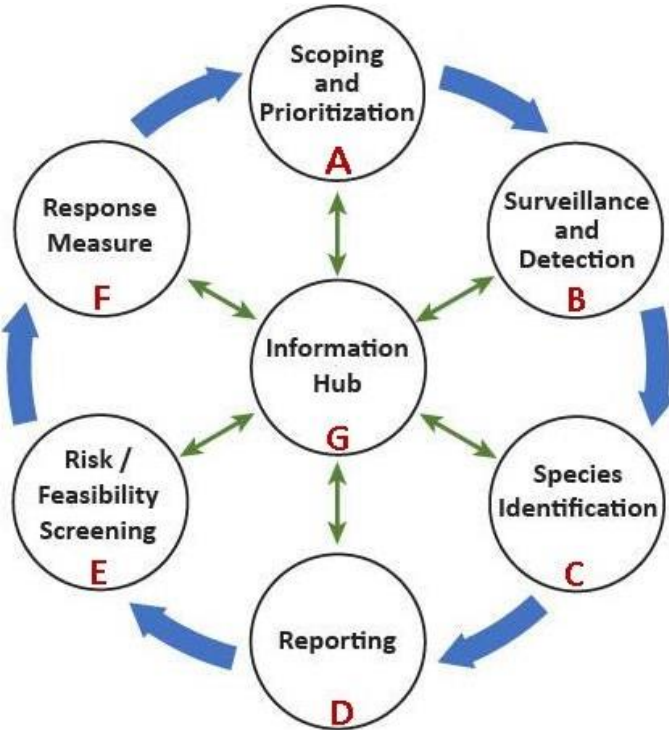 Scoping
and
Prioritization
A
Surveillance
and
Detection
B
Species
Identification
C
Reporting
D
Risk /
Feasibility
Screening
E
Response
Measure
F
Information
Hub
G